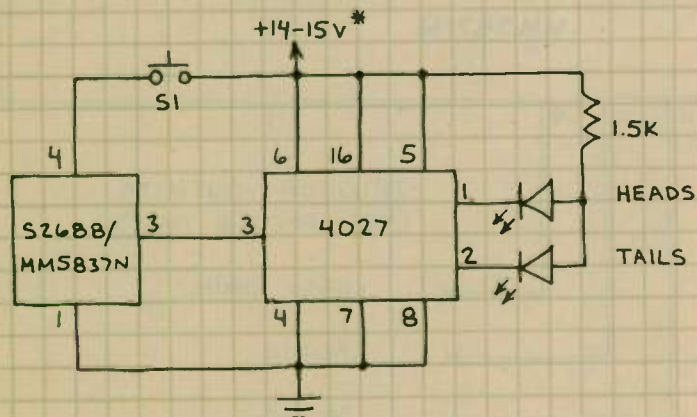 +14-15V*
S1
1.5K
4
6 16 5
S2688/
MM5837N
3
3
4027
1
HEADS
2
TAILS
1
4 7 8